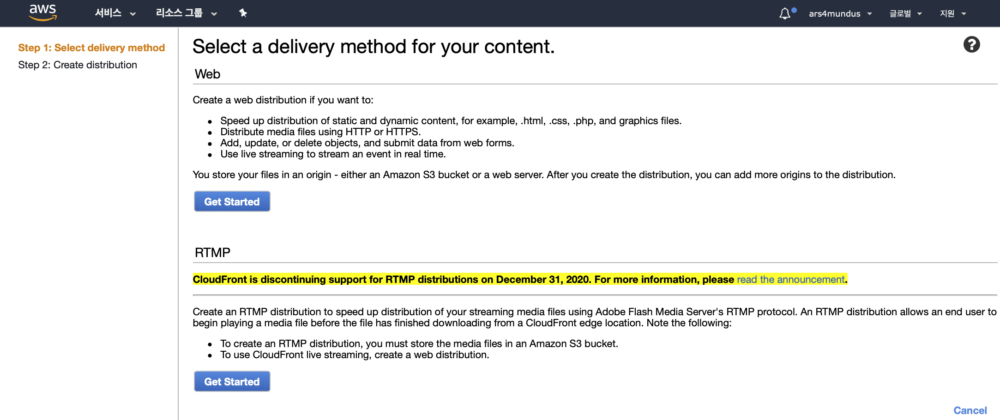 aws 서비스 리소스 그룹 ars4mundus 글로벌 지원
Step 1: Select delivery method
Step 2: Create distribution
Select a delivery method for your content.
?
Web
Create a web distribution if you want to:
• Speed up distribution of static and dynamic content, for example, .html, .css, .php, and graphics files.
• Distribute media files using HTTP or HTTPS.
• Add, update, or delete objects, and submit data from web forms.
• Use live streaming to stream an event in real time.
You store your files in an origin - either an Amazon S3 bucket or a web server. After you create the distribution, you can add more origins to the distribution.
Get Started
RTMP
CloudFront is discontinuing support for RTMP distributions on December 31, 2020. For more information, please read the announcement.
Create an RTMP distribution to speed up distribution of your streaming media files using Adobe Flash Media Server's RTMP protocol. An RTMP distribution allows an end user to
begin playing a media file before the file has finished downloading from a CloudFront edge location. Note the following:
• To create an RTMP distribution, you must store the media files in an Amazon S3 bucket.
• To use CloudFront live streaming, create a web distribution.
Get Started
Cancel